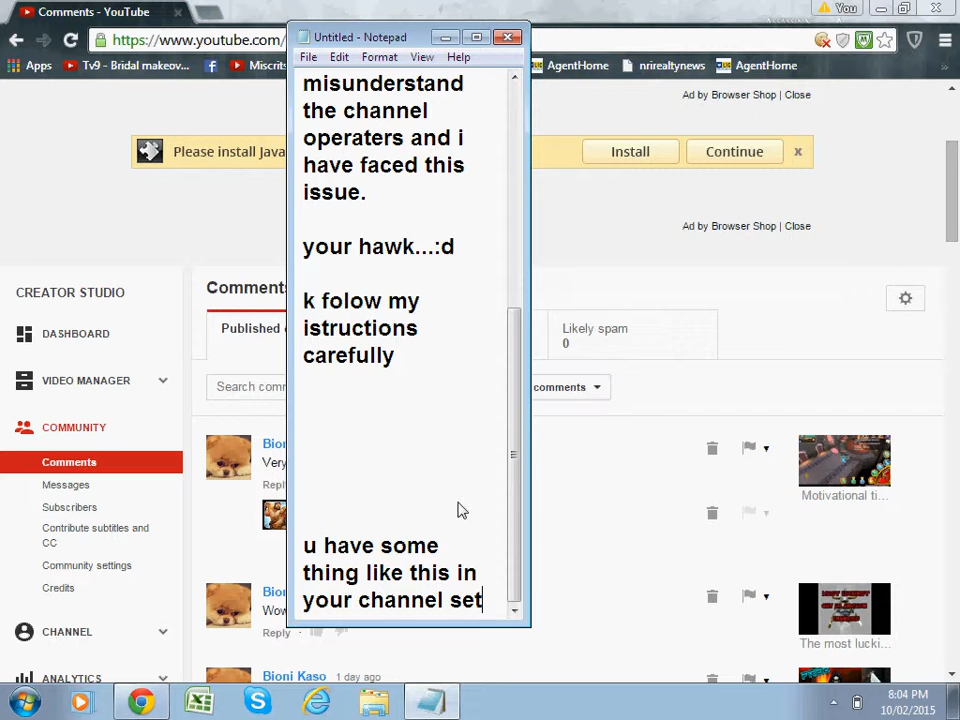 Comments - YouTube
You
https://www.youtube.com/
Apps
Tv9 - Bridal makeov...
Miscrits
AgentHome
nrirealtynews
AgentHome
Untitled - Notepad
File Edit Format View Help
misunderstand
the channel
operaters and i
have faced this
issue.
your hawk...:d
k folow my
istructions
carefully
u have some
thing like this in
your channel set
Ad by Browser Shop | Close
Please install Java
Install
Continue
x
Ad by Browser Shop | Close
CREATOR STUDIO
DASHBOARD
VIDEO MANAGER
COMMUNITY
Comments
Messages
Subscribers
Contribute subtitles and
CC
Community settings
Credits
CHANNEL
ANALYTICS
Comments
Published
Likely spam
0
Search com
comments
Bion
Very
Reply
Motivational ti...
Bion
Wow
Reply
The most lucki...
Bioni Kaso 1 day ago
8:04 PM
10/02/2015